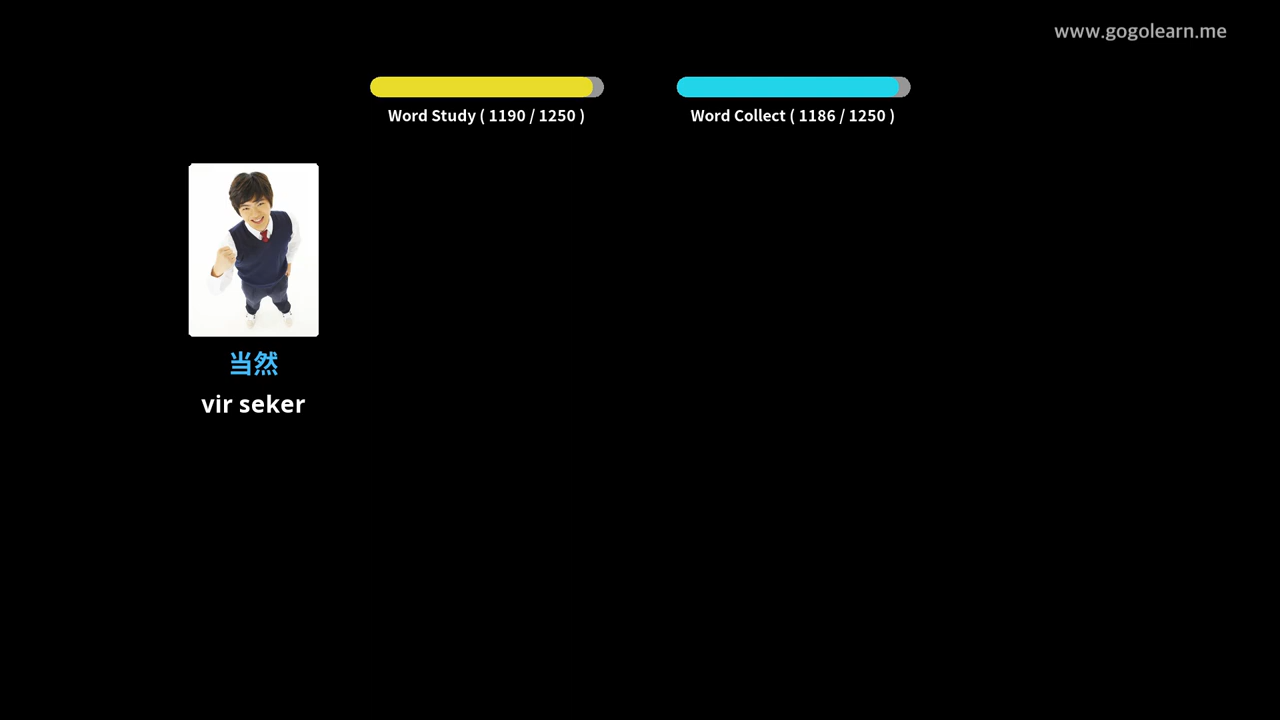 www.gogolearn.me
Word Study ( 1190 / 1250 )
Word Collect ( 1186 / 1250 )
当然
vir seker